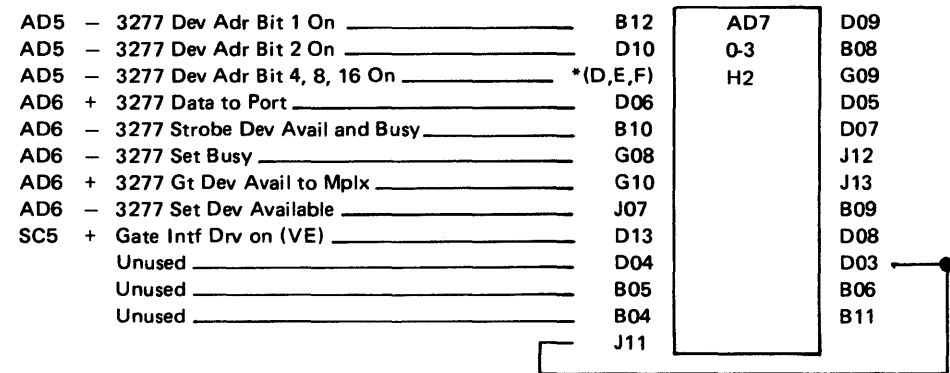 AD5 – 3277 Dev Adr Bit 1 On B12 AD7 D09
AD5 – 3277 Dev Adr Bit 2 On D10 0-3 B08
AD5 – 3277 Dev Adr Bit 4, 8, 16 On *(D,E,F) H2 G09
AD6 + 3277 Data to Port D06 D05
AD6 – 3277 Strobe Dev Avail and Busy B10 D07
AD6 – 3277 Set Busy G08 J12
AD6 + 3277 Gt Dev Avail to Mplx G10 J13
AD6 – 3277 Set Dev Available J07 B09
SC5 + Gate Intf Drv on (VE) D13 D08
Unused D04 D03
Unused B05 B06
Unused B04 B11
J11